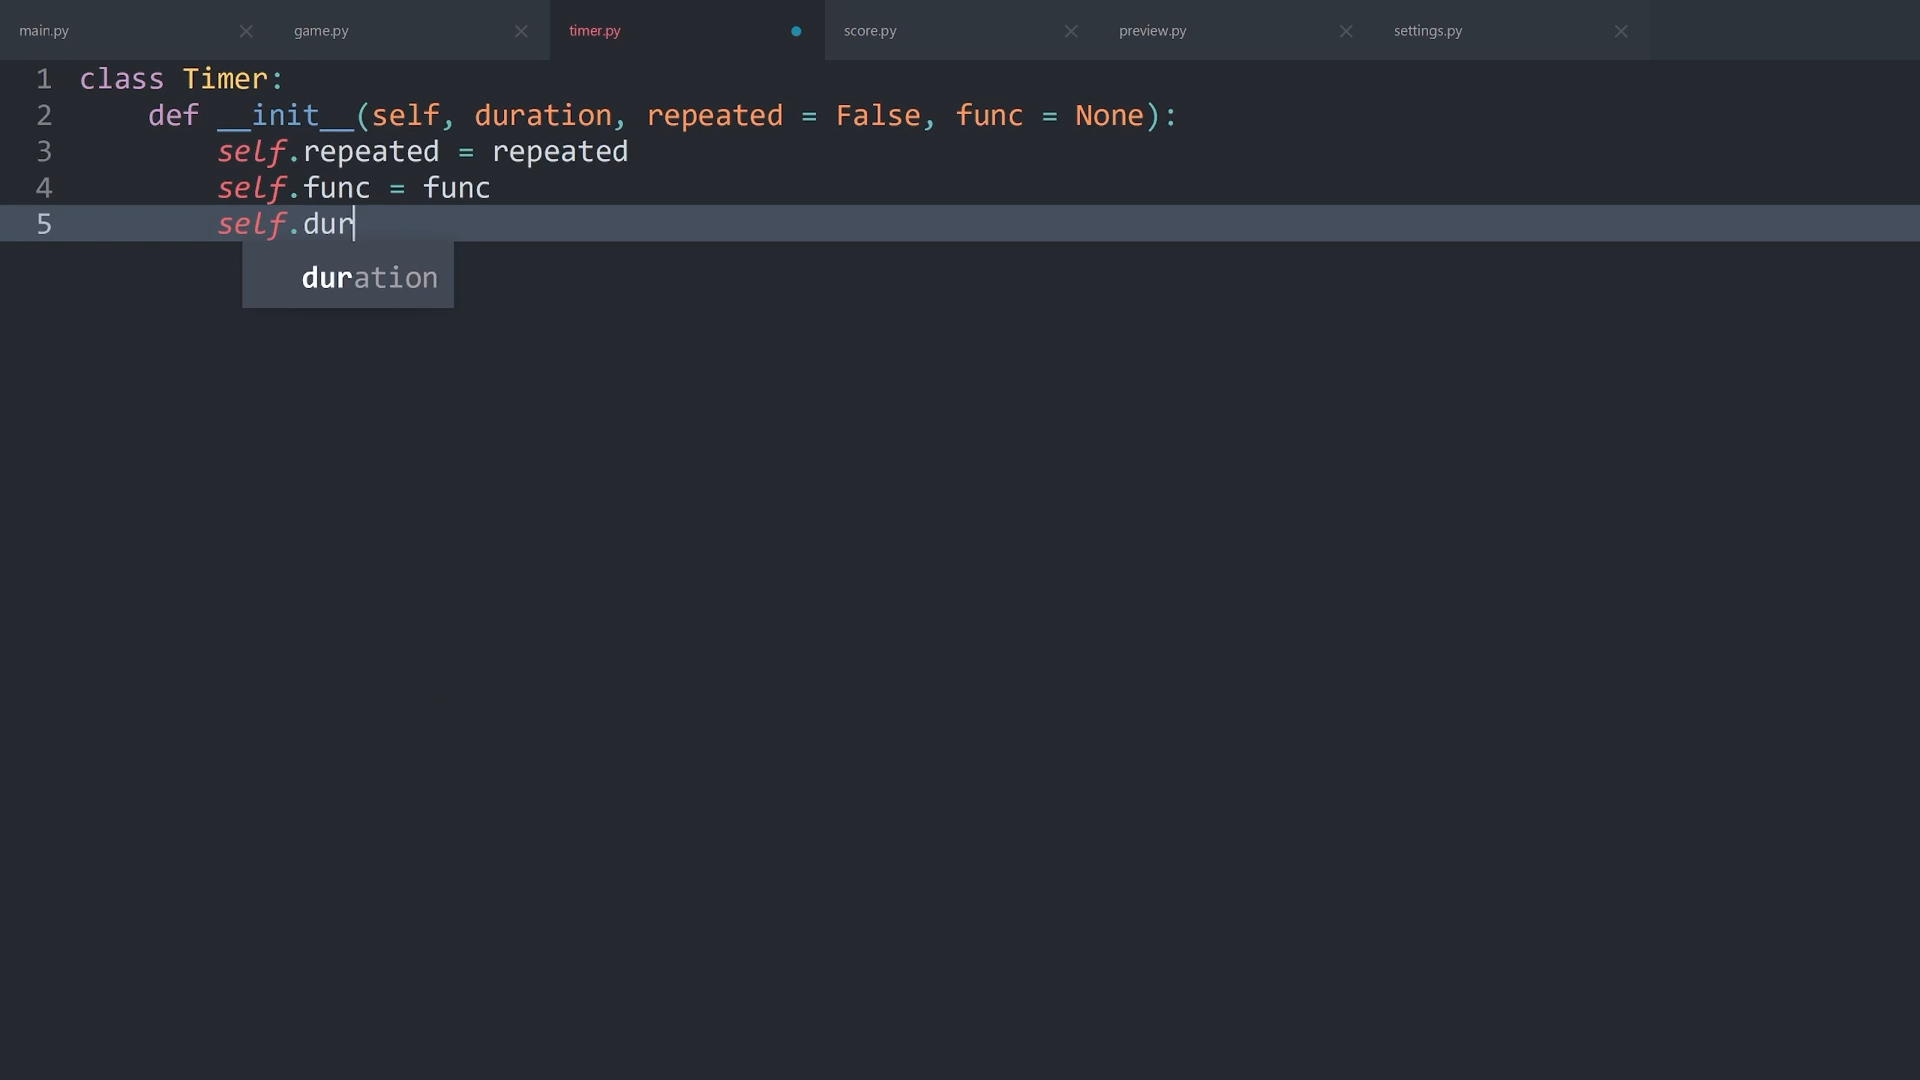 main.py game.py timer.py score.py preview.py settings.py
1 class Timer:
2     def __init__(self, duration, repeated = False, func = None):
3         self.repeated = repeated
4         self.func = func
5         self.dur
duration